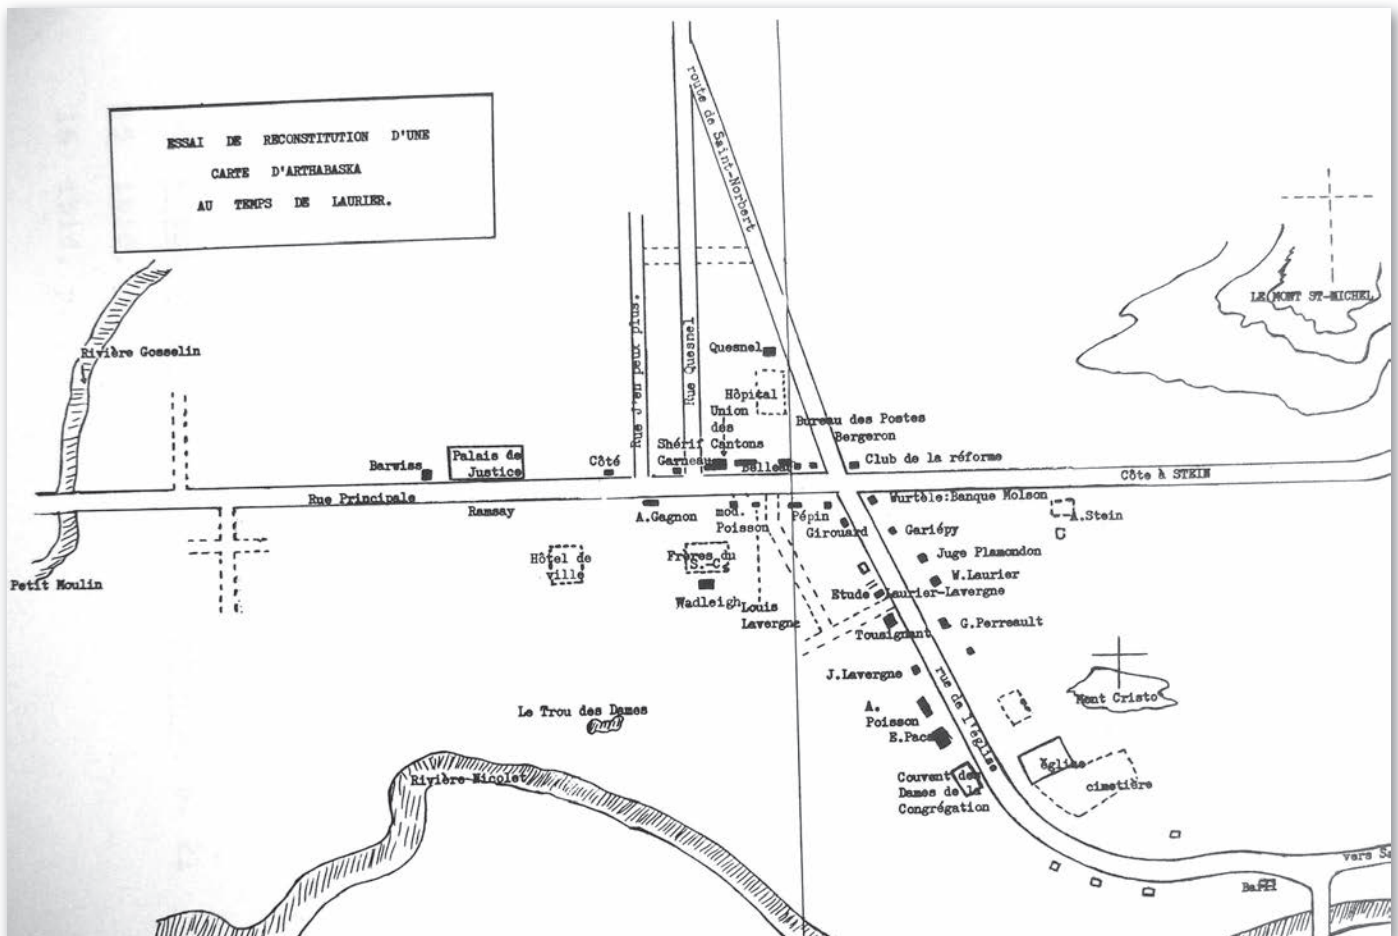 ESSAI DE RECONSTITUTION D'UNE
CARTE D'ARTHABASKA
AU TEMPS DE LAURIER.
route de Saint-Norbert
LE MONT ST-MICHEL
Rivière Gosselin
Rue J'en peux plus.
Rue Quesnel
Quesnel
Hôpital
Union
des
Cantons
Bureau des Postes
Bergeron
Shérif
Garneau
Club de la réforme
Barwiss
Palais de
Justice
Côté
Côte à STEIN
Rue Principale
Ramsay
A.Gagnon
mod.
Poisson
Pépin
Girouard
Wurtele:Banque Molson
A.Stein
Gariépy
Hôtel de
ville
Frères du
S.-C.
Juge Plamondon
W.Laurier
Petit Moulin
Wadleigh
Louis
Lavergne
Etude Laurier-Lavergne
Tousignant
G.Perreault
J.Lavergne
rue de l'église
Mont Cristo
A.
Poisson
E.Pacaud
Le Trou des Dames
Rivière Nicolet
Couvent des
Dames de la
Congrégation
église
cimetière
vers